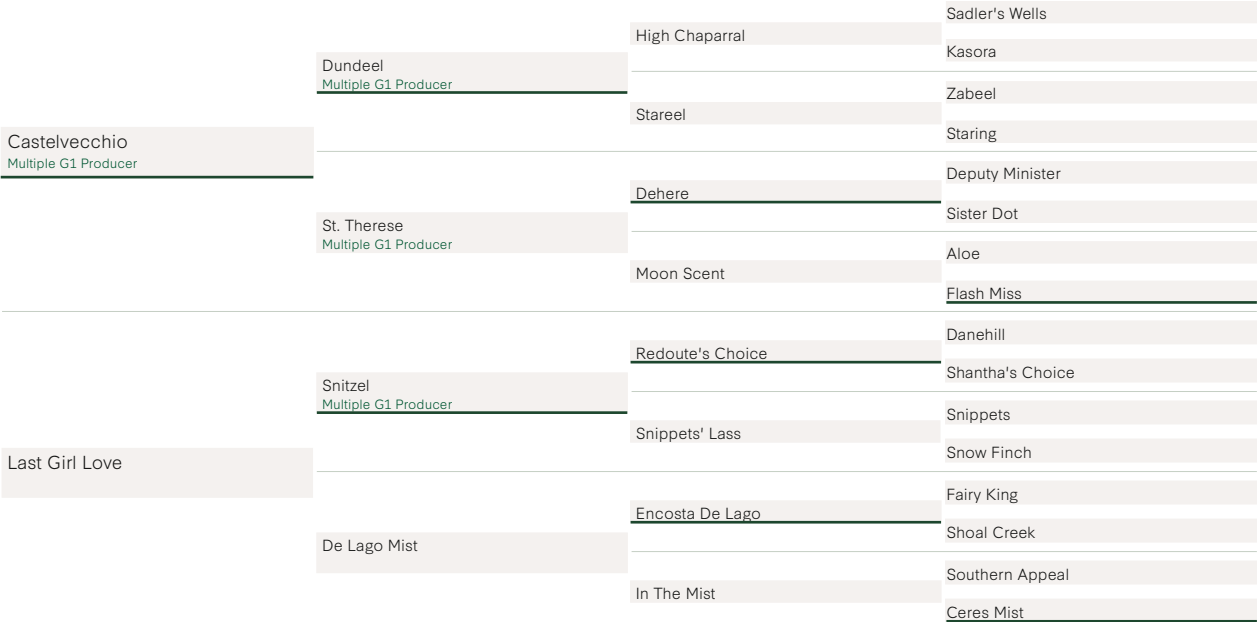 Castelvecchio
Multiple G1 Producer
Last Girl Love
Dundeel
Multiple G1 Producer
St. Therese
Multiple G1 Producer
Snitzel
Multiple G1 Producer
De Lago Mist
High Chaparral
Stareel
Dehere
Moon Scent
Redoute's Choice
Snippets' Lass
Encosta De Lago
In The Mist
Sadler's Wells
Kasora
Zabeel
Staring
Deputy Minister
Sister Dot
Aloe
Flash Miss
Danehill
Shantha's Choice
Snippets
Snow Finch
Fairy King
Shoal Creek
Southern Appeal
Ceres Mist